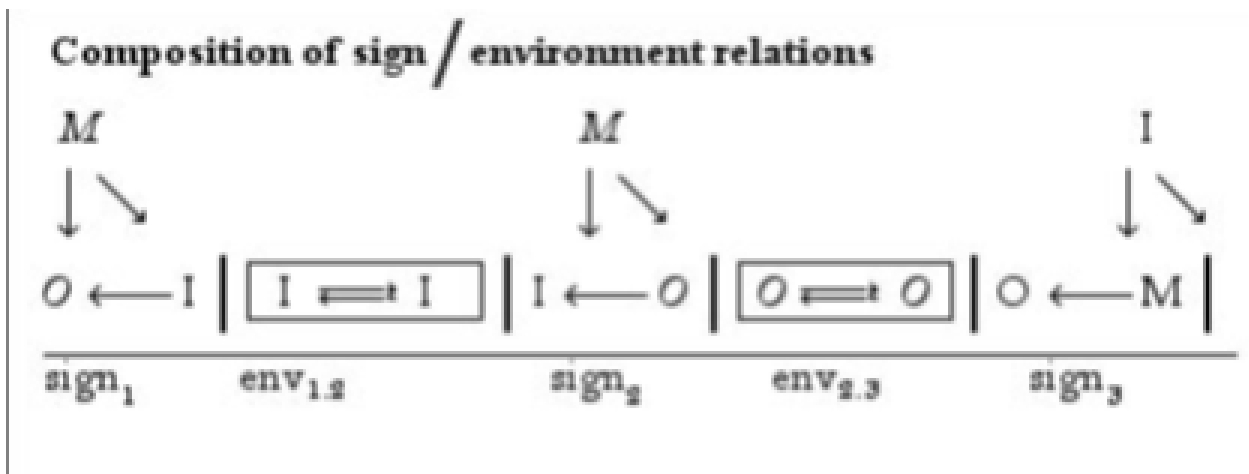 Composition of sign / environment relations
M M I
O ← I | I ⇌ I | I ← O | O ⇌ O | O ← M |
sign₁ env₁.₂ sign₂ env₂.₃ sign₃